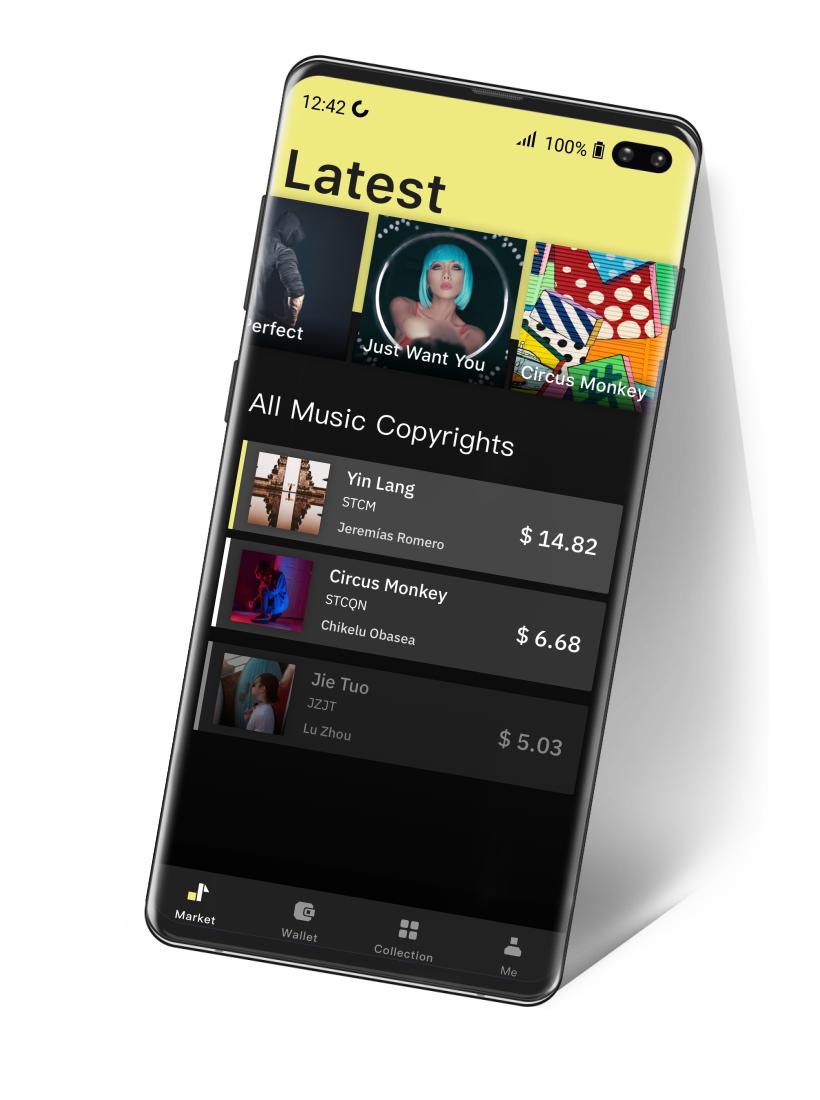 12:42
100%
Latest
erfect
Just Want You
Circus Monkey
All Music Copyrights
Yin Lang
STCM
Jeremías Romero
$ 14.82
Circus Monkey
STCQN
Chikelu Obasea
$ 6.68
Jie Tuo
JZJT
Lu Zhou
$ 5.03
Market
Wallet
Collection
Me